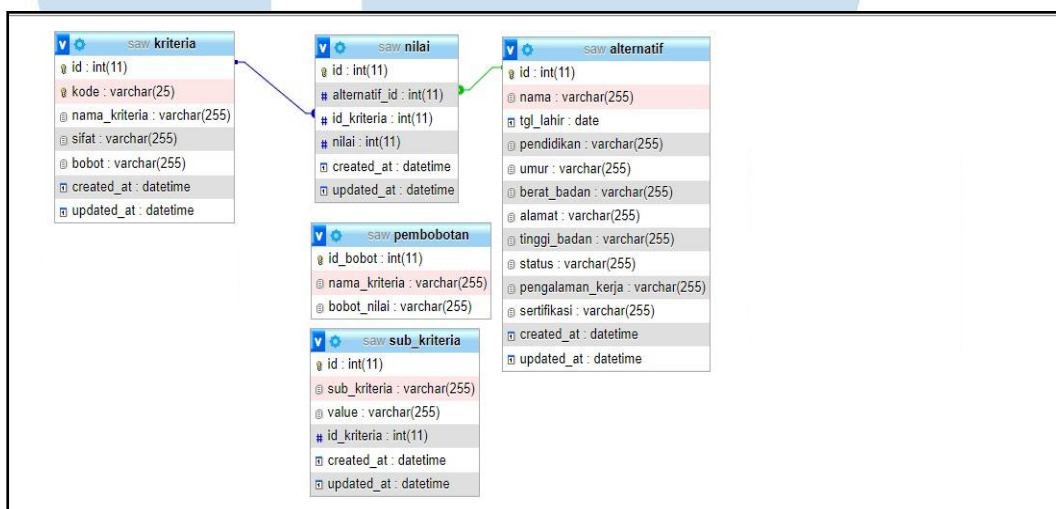 saw kriteria
id : int(11)
kode : varchar(25)
nama_kriteria : varchar(255)
sifat : varchar(255)
bobot : varchar(255)
created_at : datetime
updated_at : datetime
saw nilai
id : int(11)
# alternatif_id : int(11)
# id_kriteria : int(11)
# nilai : int(11)
created_at : datetime
updated_at : datetime
saw pembobotan
id_bobot : int(11)
nama_kriteria : varchar(255)
bobot_nilai : varchar(255)
saw sub_kriteria
id : int(11)
sub_kriteria : varchar(255)
value : varchar(255)
# id_kriteria : int(11)
created_at : datetime
updated_at : datetime
saw alternatif
id : int(11)
nama : varchar(255)
tgl_lahir : date
pendidikan : varchar(255)
umur : varchar(255)
berat_badan : varchar(255)
alamat : varchar(255)
tinggi_badan : varchar(255)
status : varchar(255)
pengalaman_kerja : varchar(255)
sertifikasi : varchar(255)
created_at : datetime
updated_at : datetime